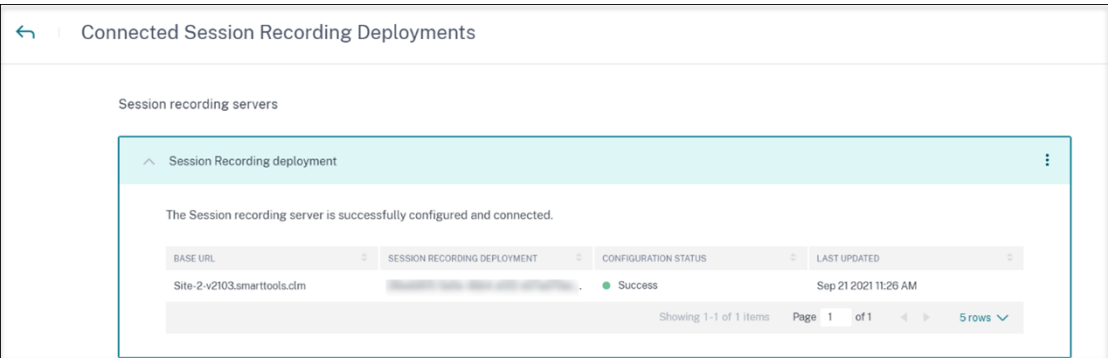 Connected Session Recording Deployments
Session recording servers
Session Recording deployment
The Session recording server is successfully configured and connected.
BASE URL SESSION RECORDING DEPLOYMENT CONFIGURATION STATUS LAST UPDATED
Site-2-v2103.smarttools.clm Success Sep 21 2021 11:26 AM
Showing 1-1 of 1 items Page 1 of 1 5 rows